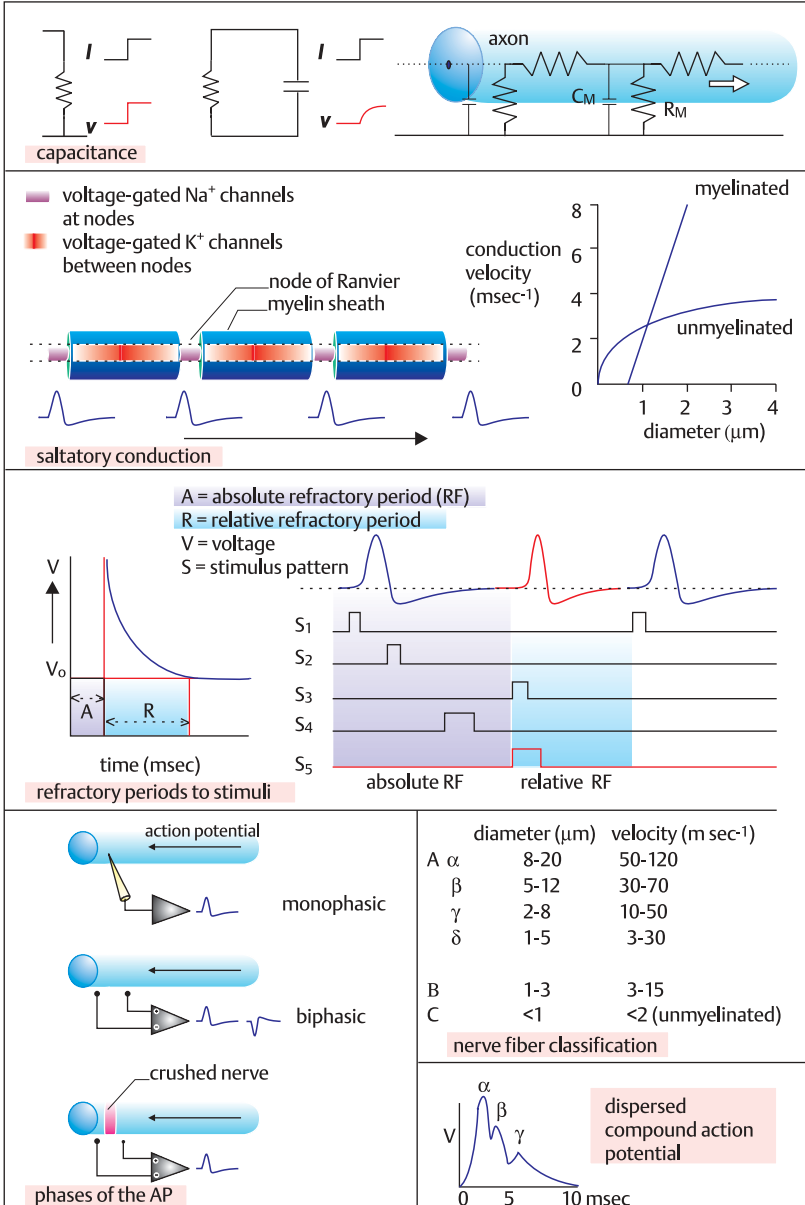 I
V
I
V
axon
C_M
R_M
capacitance
voltage-gated Na⁺ channels
at nodes
voltage-gated K⁺ channels
between nodes
node of Ranvier
myelin sheath
saltatory conduction
conduction
velocity
(msec⁻¹)
8
6
4
2
0
myelinated
unmyelinated
1 2 3 4
diameter (μm)
A = absolute refractory period (RF)
R = relative refractory period
V = voltage
S = stimulus pattern
V
V₀
A
R
time (msec)
S₁
S₂
S₃
S₄
S₅
absolute RF relative RF
refractory periods to stimuli
action potential
monophasic
biphasic
crushed nerve
phases of the AP
diameter (μm) velocity (m sec⁻¹)
A α 8-20 50-120
β 5-12 30-70
γ 2-8 10-50
δ 1-5 3-30
B 1-3 3-15
C <1 <2 (unmyelinated)
nerve fiber classification
α
β
γ
V
0 5 10 msec
dispersed
compound action
potential